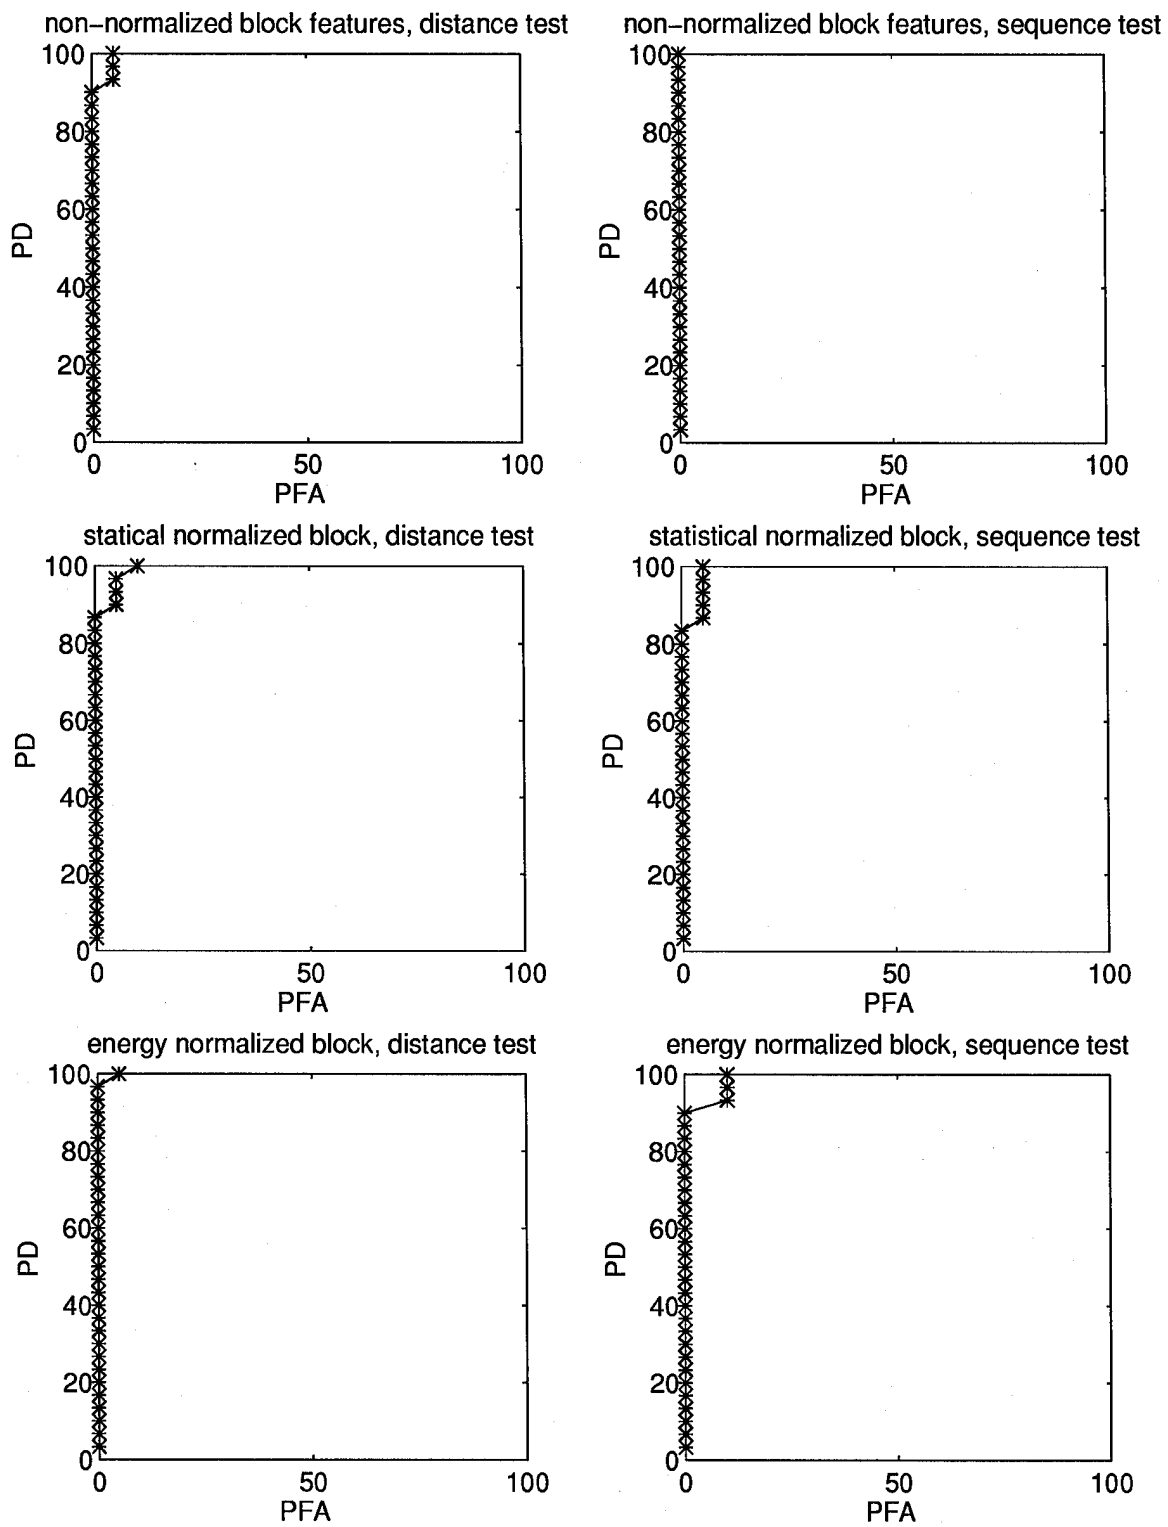 non-normalized block features, distance test
100
80
60
40
20
0
PD
0 50 100
PFA
non-normalized block features, sequence test
100
80
60
40
20
0
PD
0 50 100
PFA
statical normalized block, distance test
100
80
60
40
20
0
PD
0 50 100
PFA
statistical normalized block, sequence test
100
80
60
40
20
0
PD
0 50 100
PFA
energy normalized block, distance test
100
80
60
40
20
0
PD
0 50 100
PFA
energy normalized block, sequence test
100
80
60
40
20
0
PD
0 50 100
PFA